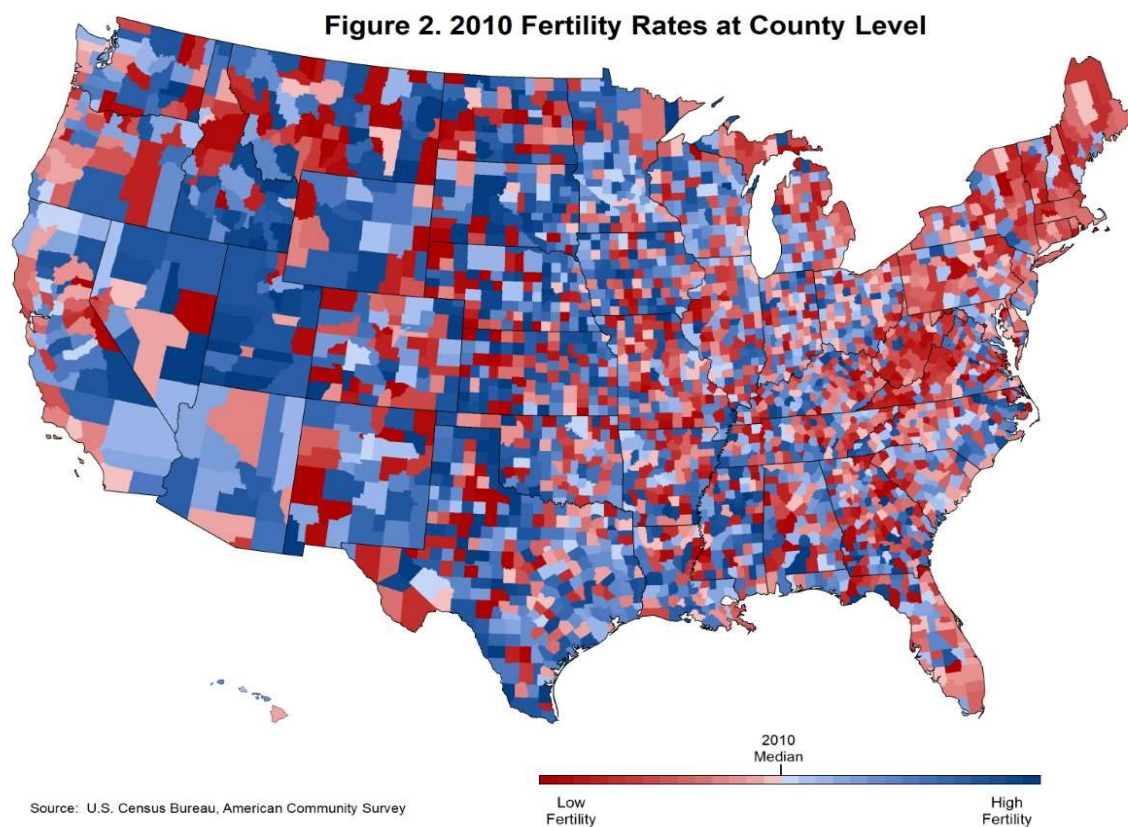 Figure 2. 2010 Fertility Rates at County Level
2010
Median
Low
Fertility
High
Fertility
Source: U.S. Census Bureau, American Community Survey